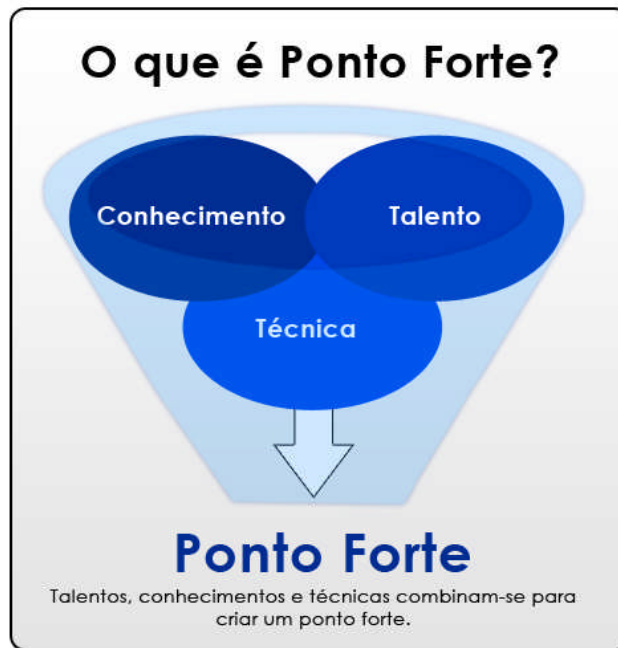 O que é Ponto Forte?
Conhecimento
Talento
Técnica
Ponto Forte
Talentos, conhecimentos e técnicas combinam-se para
criar um ponto forte.